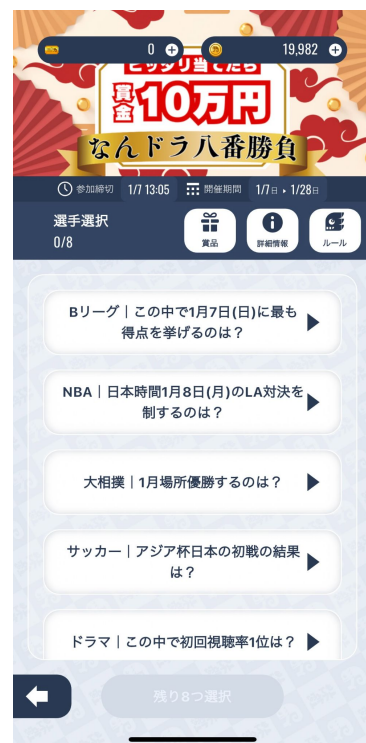 0
19,982
ピッタリ当てたら
賞金10万円
なんドラ八番勝負
参加締切 1/7 13:05 開催期間 1/7日 ▸ 1/28日
選手選択
0/8
賞品
詳細情報
ルール
Bリーグ｜この中で1月7日(日)に最も
得点を挙げるのは？
NBA｜日本時間1月8日(月)のLA対決を
制するのは？
大相撲｜1月場所優勝するのは？
サッカー｜アジア杯日本の初戦の結果
は？
ドラマ｜この中で初回視聴率1位は？
残り8つ選択